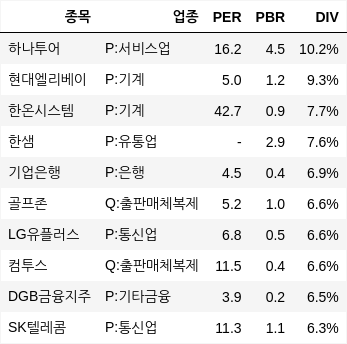 종목 업종 PER PBR DIV
하나투어 P:서비스업 16.2 4.5 10.2%
현대엘리베이 P:기계 5.0 1.2 9.3%
한온시스템 P:기계 42.7 0.9 7.7%
한샘 P:유통업 - 2.9 7.6%
기업은행 P:은행 4.5 0.4 6.9%
골프존 Q:출판매체복제 5.2 1.0 6.6%
LG유플러스 P:통신업 6.8 0.5 6.6%
컴투스 Q:출판매체복제 11.5 0.4 6.6%
DGB금융지주 P:기타금융 3.9 0.2 6.5%
SK텔레콤 P:통신업 11.3 1.1 6.3%